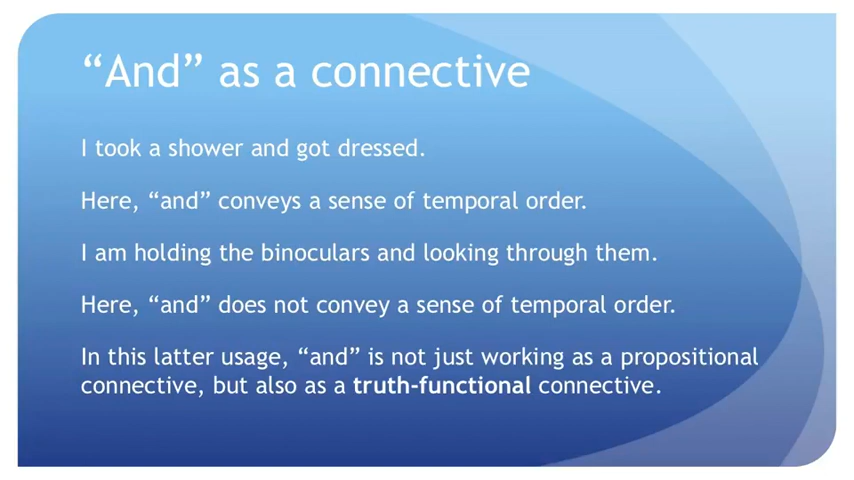 “And” as a connective
I took a shower and got dressed.
Here, “and” conveys a sense of temporal order.
I am holding the binoculars and looking through them.
Here, “and” does not convey a sense of temporal order.
In this latter usage, “and” is not just working as a propositional
connective, but also as a truth-functional connective.